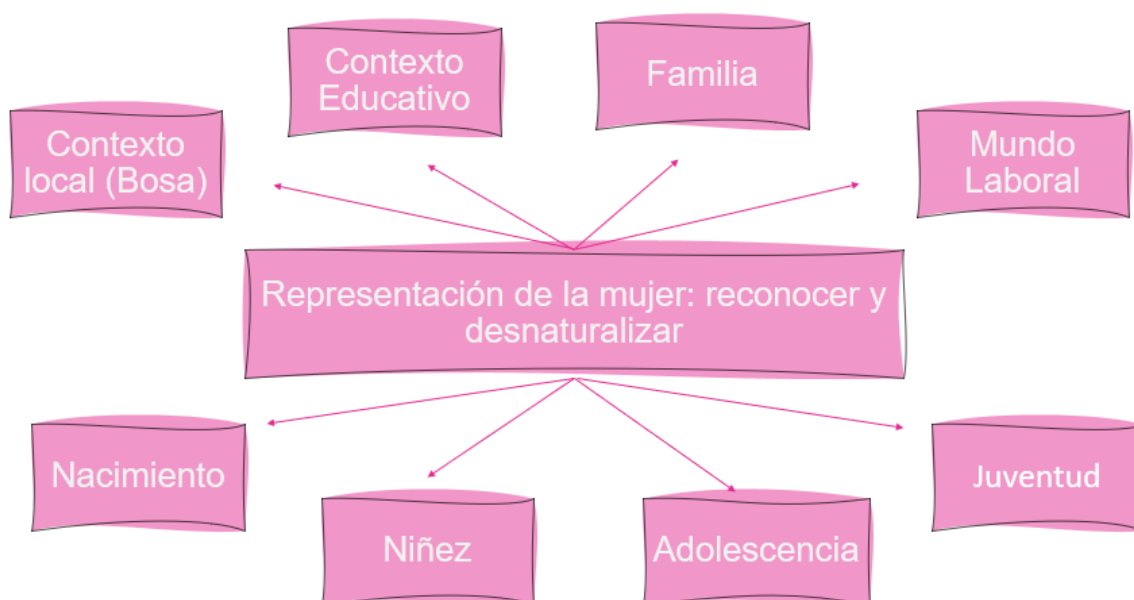 Contexto
Educativo
Familia
Contexto
local (Bosa)
Mundo
Laboral
Representación de la mujer: reconocer y
desnaturalizar
Nacimiento
Juventud
Niñez
Adolescencia